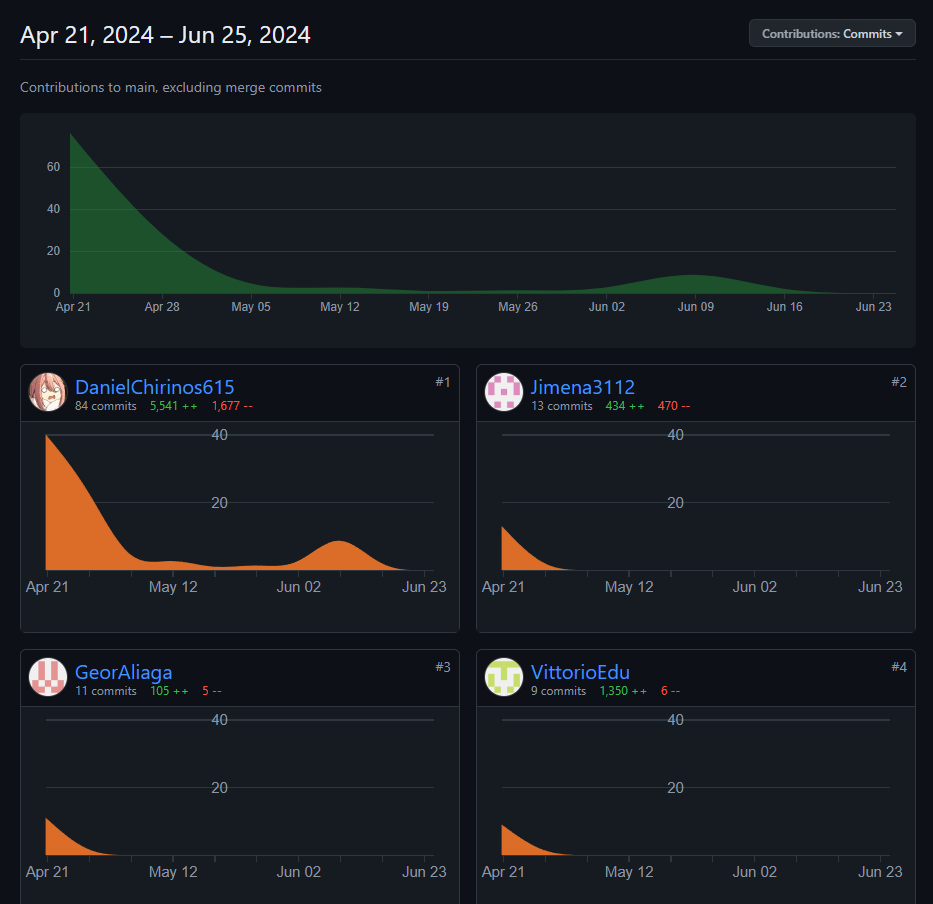 Apr 21, 2024 – Jun 25, 2024
Contributions: Commits
Contributions to main, excluding merge commits
60
40
20
0
Apr 21 Apr 28 May 05 May 12 May 19 May 26 Jun 02 Jun 09 Jun 16 Jun 23
DanielChirinos615 #1
84 commits 5,541 ++ 1,677 --
40
20
Apr 21 May 12 Jun 02 Jun 23
Jimena3112 #2
13 commits 434 ++ 470 --
40
20
Apr 21 May 12 Jun 02 Jun 23
GeorAliaga #3
11 commits 105 ++ 5 --
40
20
Apr 21 May 12 Jun 02 Jun 23
VittorioEdu #4
9 commits 1,350 ++ 6 --
40
20
Apr 21 May 12 Jun 02 Jun 23